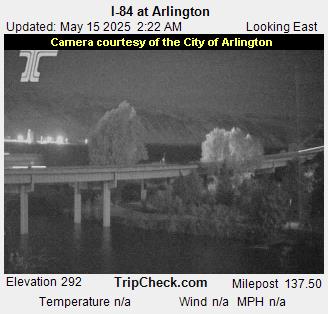 I-84 at Arlington
Updated: May 15 2025 2:22 AM Looking East
Camera courtesy of the City of Arlington
Elevation 292 TripCheck.com Milepost 137.50
Temperature n/a Wind n/a MPH n/a